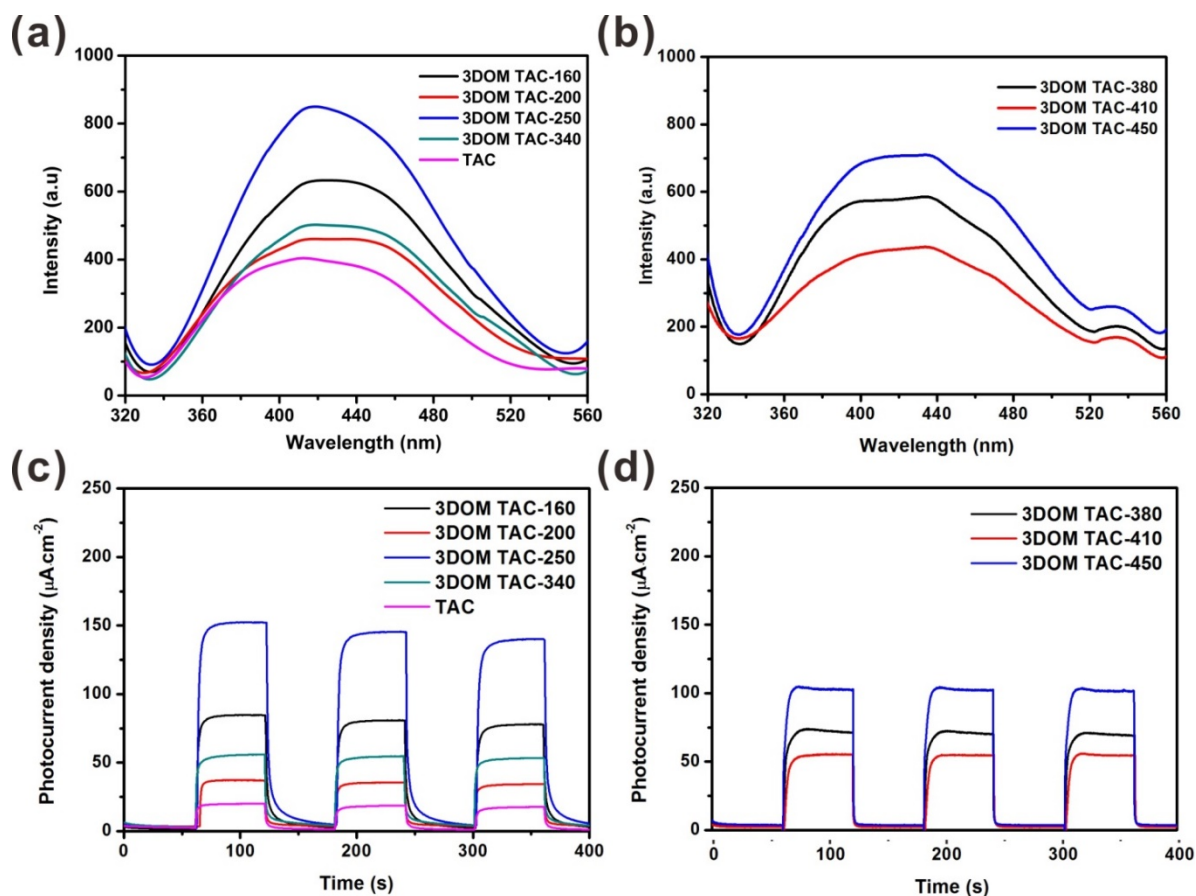 (a)
1000
800
600
400
200
0
Intensity (a.u)
3DOM TAC-160
3DOM TAC-200
3DOM TAC-250
3DOM TAC-340
TAC
320 360 400 440 480 520 560
Wavelength (nm)
(b)
1000
800
600
400
200
0
Intensity (a.u)
3DOM TAC-380
3DOM TAC-410
3DOM TAC-450
320 360 400 440 480 520 560
Wavelength (nm)
(c)
250
200
150
100
50
0
Photocurrent density (μA·cm⁻²)
3DOM TAC-160
3DOM TAC-200
3DOM TAC-250
3DOM TAC-340
TAC
0 100 200 300 400
Time (s)
(d)
250
200
150
100
50
0
Photocurrent density (μA·cm⁻²)
3DOM TAC-380
3DOM TAC-410
3DOM TAC-450
0 100 200 300 400
Time (s)